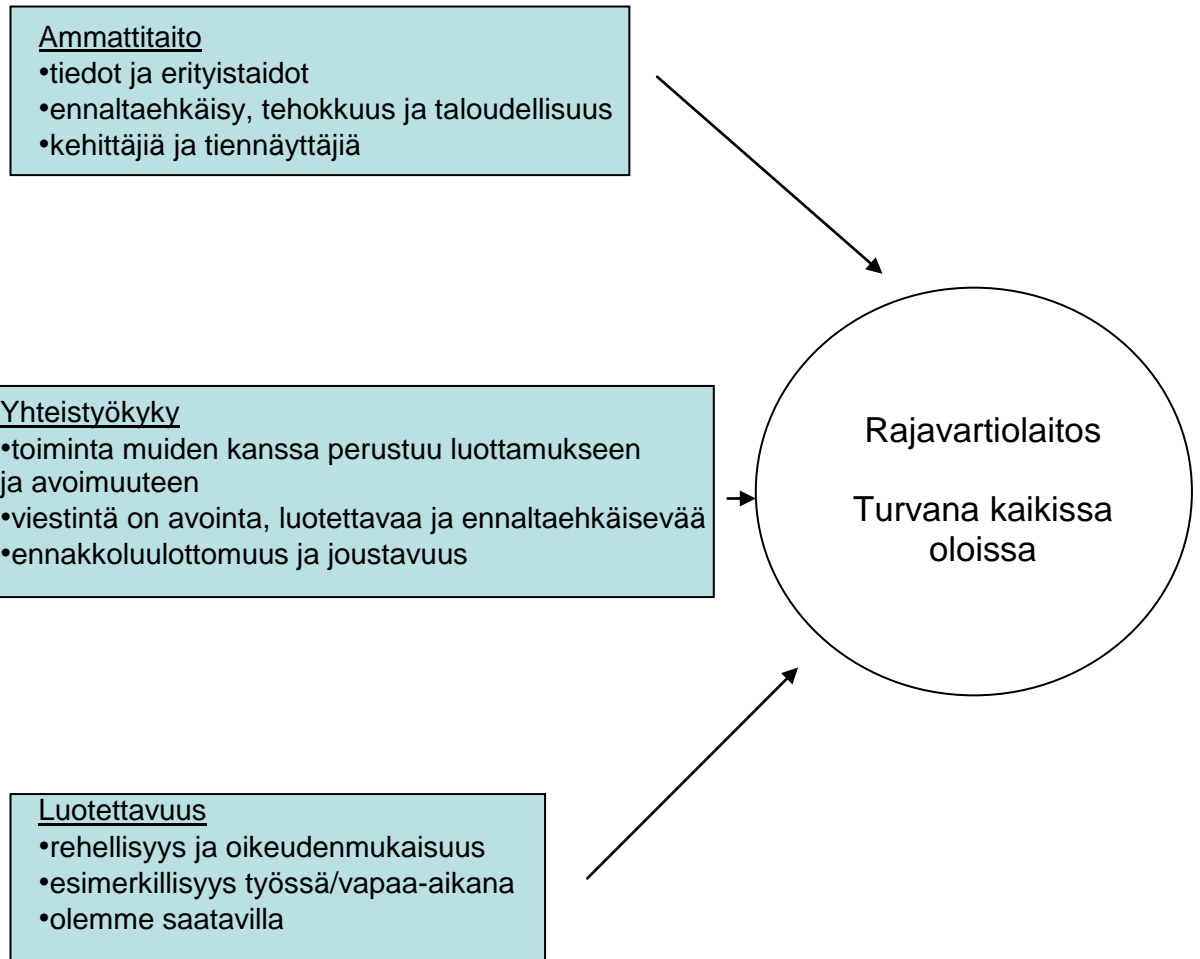 Ammattitaito
•tiedot ja erityistaidot
•ennaltaehkäisy, tehokkuus ja taloudellisuus
•kehittäjiä ja tiennäyttäjiä
Yhteistyökyky
•toiminta muiden kanssa perustuu luottamukseen
ja avoimuuteen
•viestintä on avointa, luotettavaa ja ennaltaehkäisevää
•ennakkoluulottomuus ja joustavuus
Rajavartiolaitos
Turvana kaikissa
oloissa
Luotettavuus
•rehellisyys ja oikeudenmukaisuus
•esimerkillisyys työssä/vapaa-aikana
•olemme saatavilla